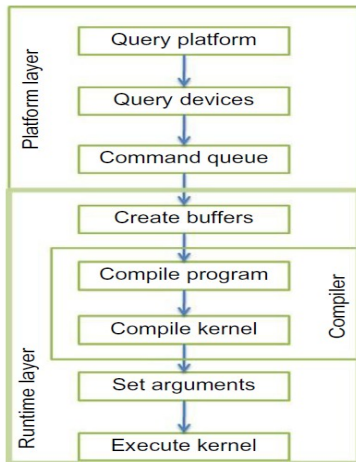 Platform layer
Query platform
Query devices
Command queue
Runtime layer
Create buffers
Compiler
Compile program
Compile kernel
Set arguments
Execute kernel